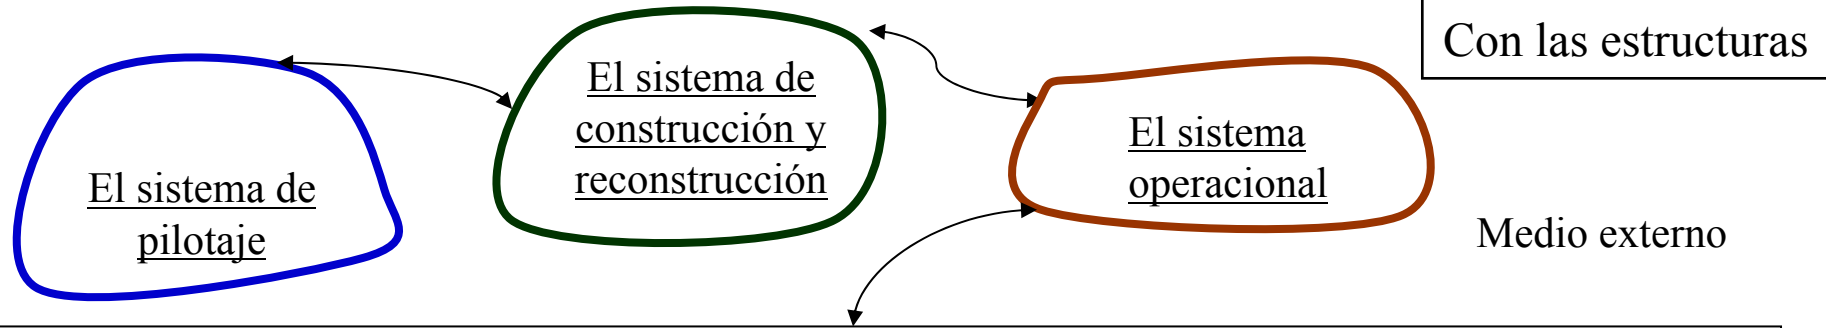 Con las estructuras
El sistema de
construcción y
reconstrucción
El sistema
operacional
El sistema de
pilotaje
Medio externo